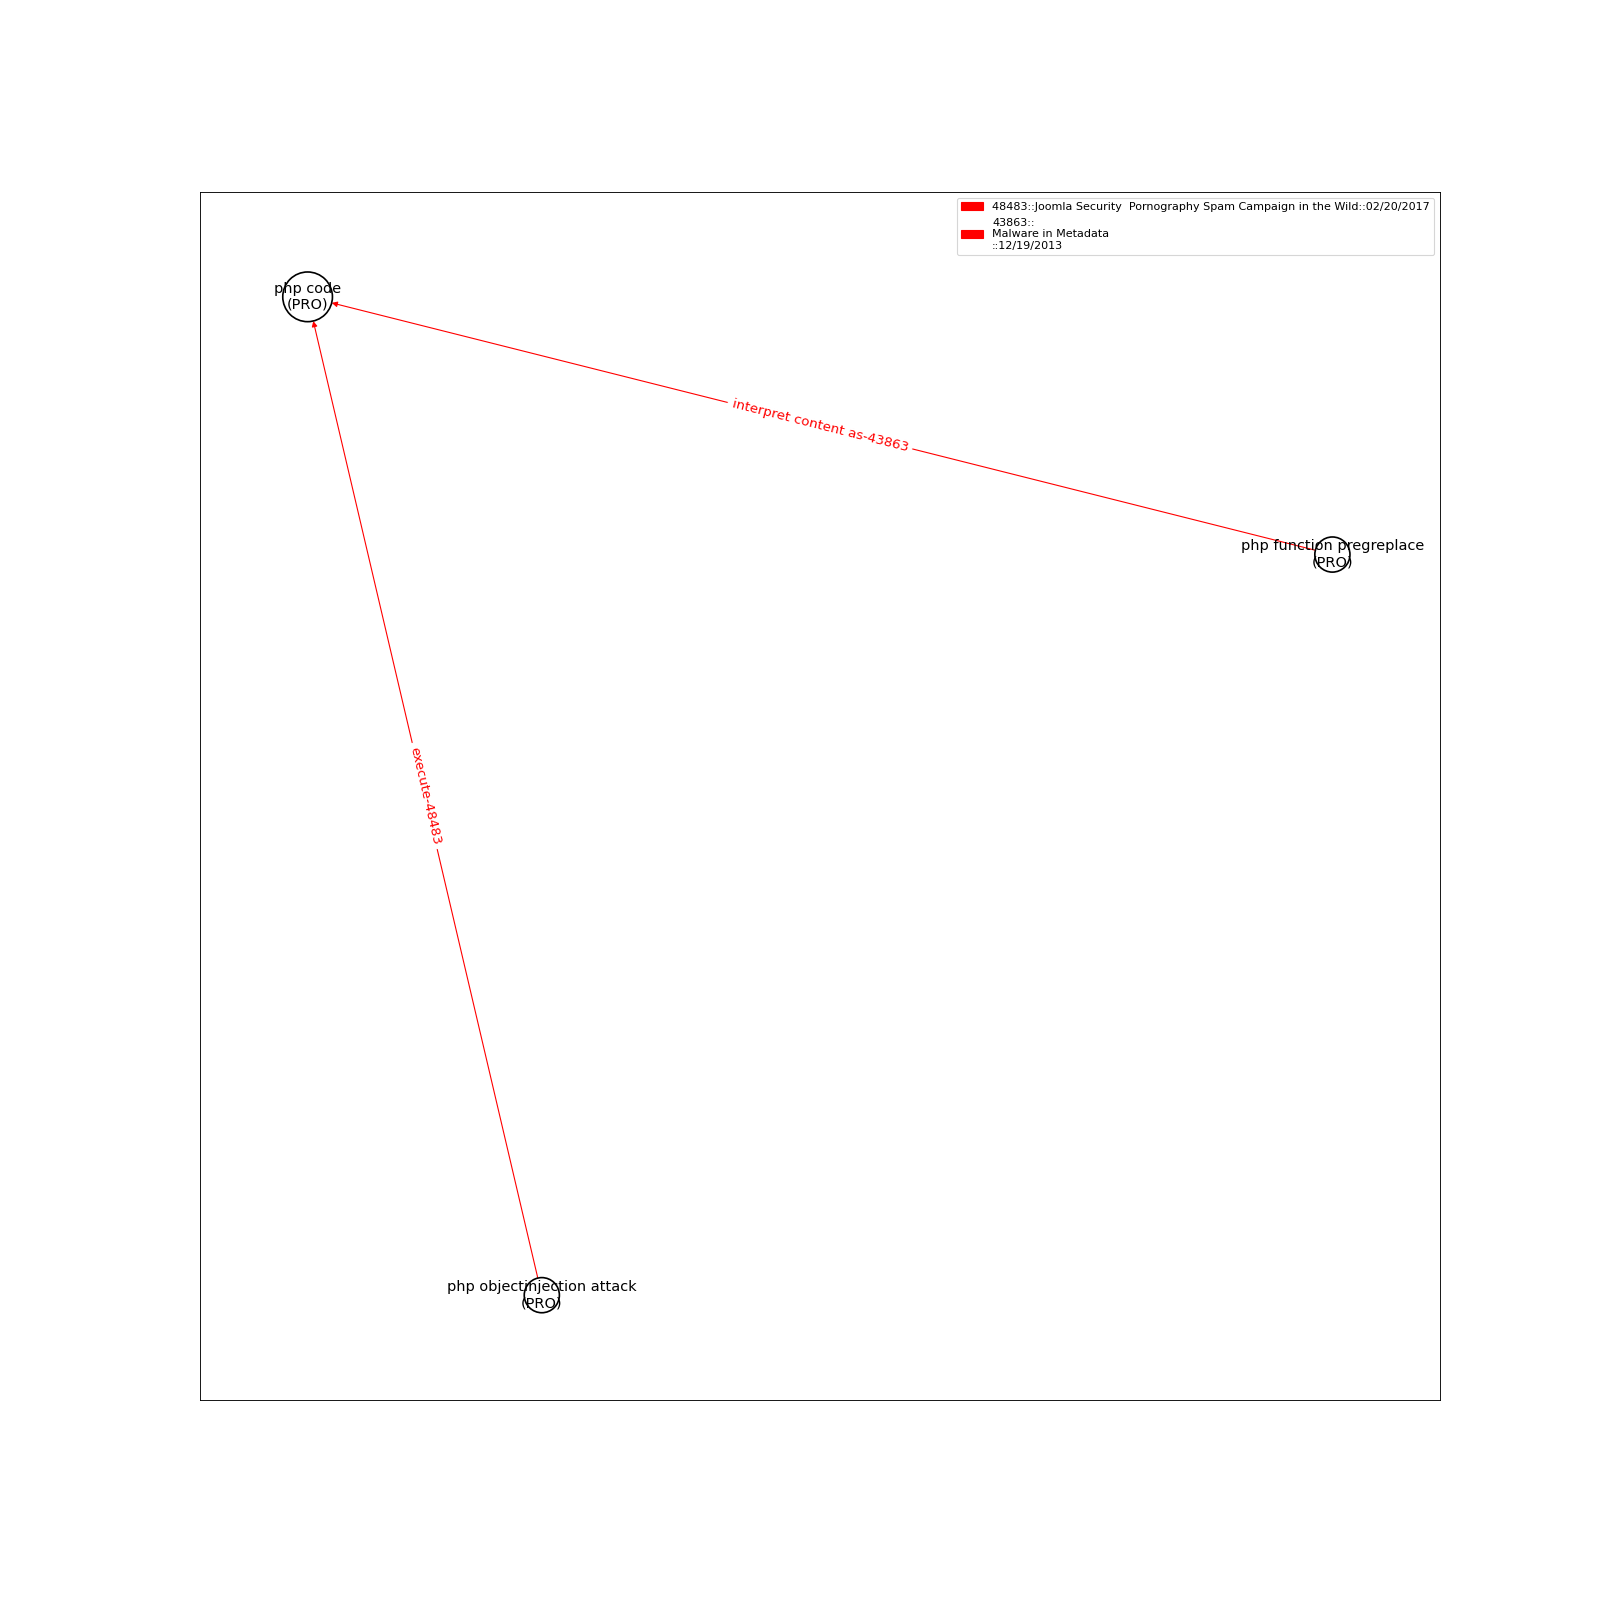 48483::Joomla Security  Pornography Spam Campaign in the Wild::02/20/2017
43863::
Malware in Metadata
::12/19/2013
php code
(PRO)
interpret content as-43863
php function pregreplace
(PRO)
execute-48483
php objectinjection attack
(PRO)